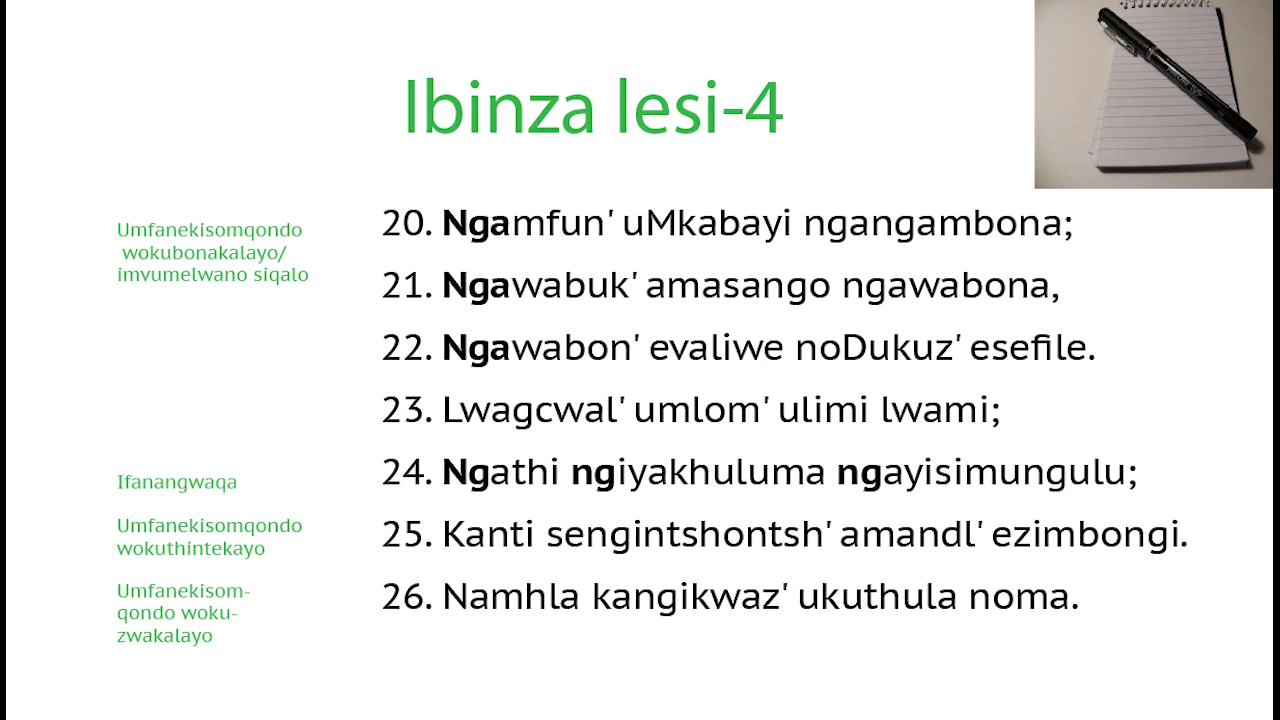 Ibinza lesi-4
Umfanekisomqondo
wokubonakalayo/
imvumelwano siqalo
20. Ngamfun' uMkabayi ngangambona;
21. Ngawabuk' amasango ngawabona,
22. Ngawabon' evaliwe noDukuz' esefile.
23. Lwagcwal' umlom' ulimi lwami;
Ifanangwaqa
24. Ngathi ngiyakhuluma ngayisimungulu;
Umfanekisomqondo
wokuthintekayo
25. Kanti sengintshontsh' amandl' ezimbongi.
Umfanekisom-
qondo woku-
zwakalayo
26. Namhla kangikwaz' ukuthula noma.